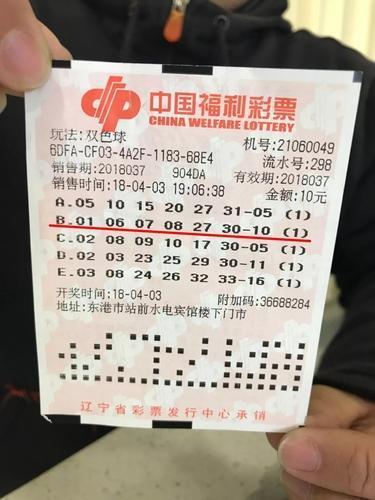 中国福利彩票
CHINA WELFARE LOTTERY
玩法:双色球 机号:21060049
6DFA-CF03-4A2F-1183-68E4 流水号:298
销售期:2018037 904DA 有效期:2018037
销售时间:18-04-03 19:06:38 金额:10元
A.05 10 15 20 27 31-05 (1)
B.01 06 07 08 27 30-10 (1)
C.02 08 09 10 17 30-05 (1)
D.02 03 23 25 29 30-11 (1)
E.03 08 24 26 32 33-16 (1)
开奖时间:18-04-03 附加码:36688284
地址:东港市站前水电宾馆楼下门市
辽宁省彩票发行中心承销